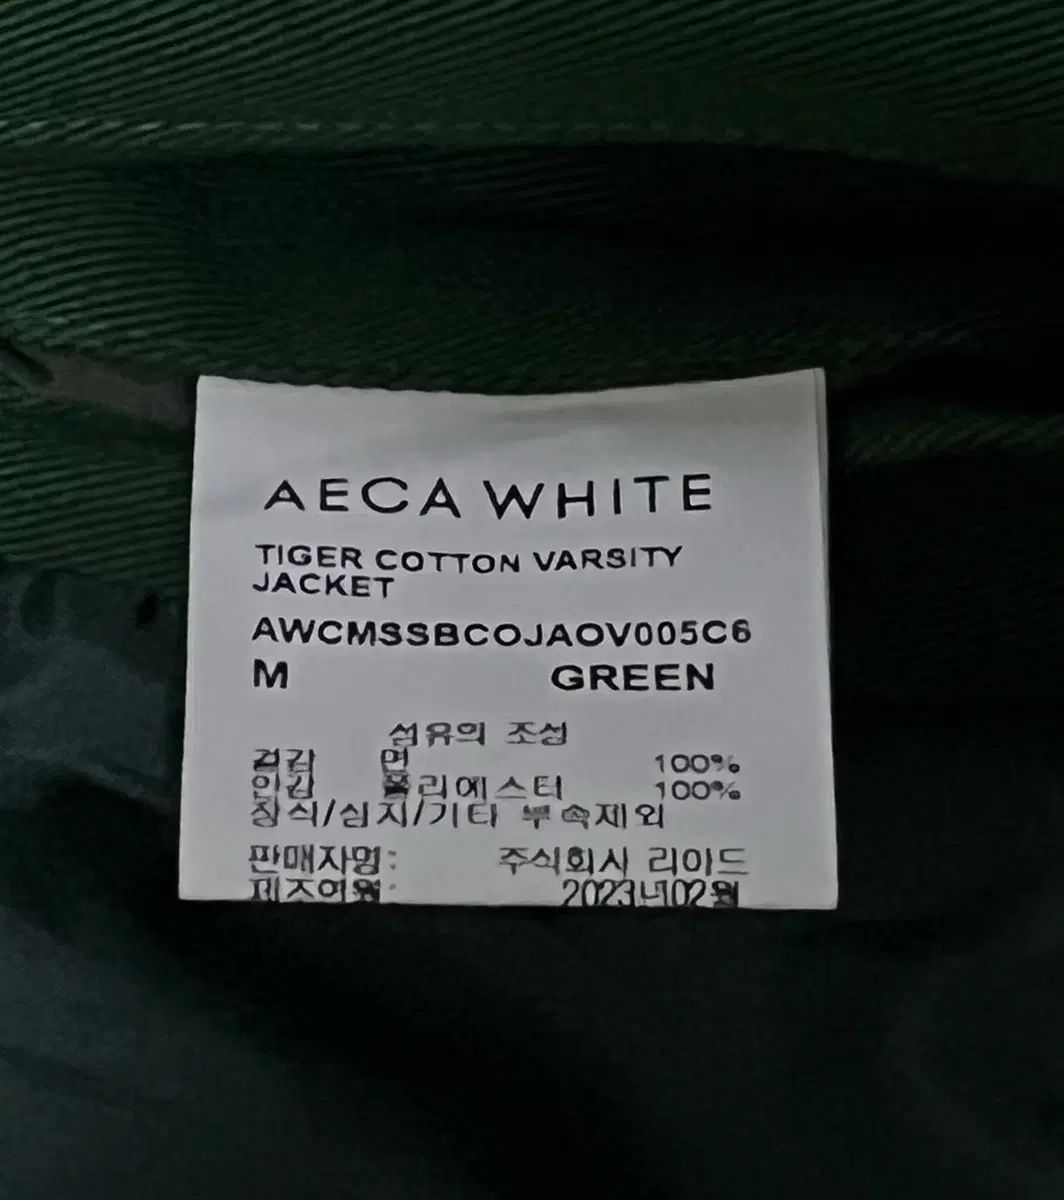 AECA WHITE
TIGER COTTON VARSITY
JACKET
AWCMSSBCOJAOV005C6
M GREEN
섬유의 조성
겉감 면 100%
안감 폴리에스터 100%
장식/심지/기타 부속제외
판매자명: 주식회사 리아드
제조연월: 2023년02월